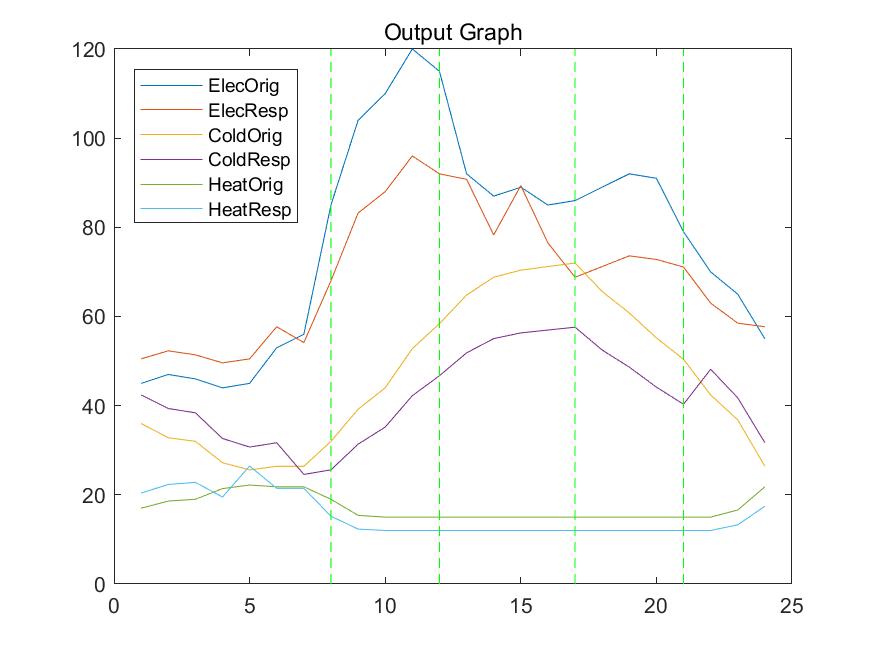 Output Graph
120
100
80
60
40
20
0
ElecOrig
ElecResp
ColdOrig
ColdResp
HeatOrig
HeatResp
0 5 10 15 20 25